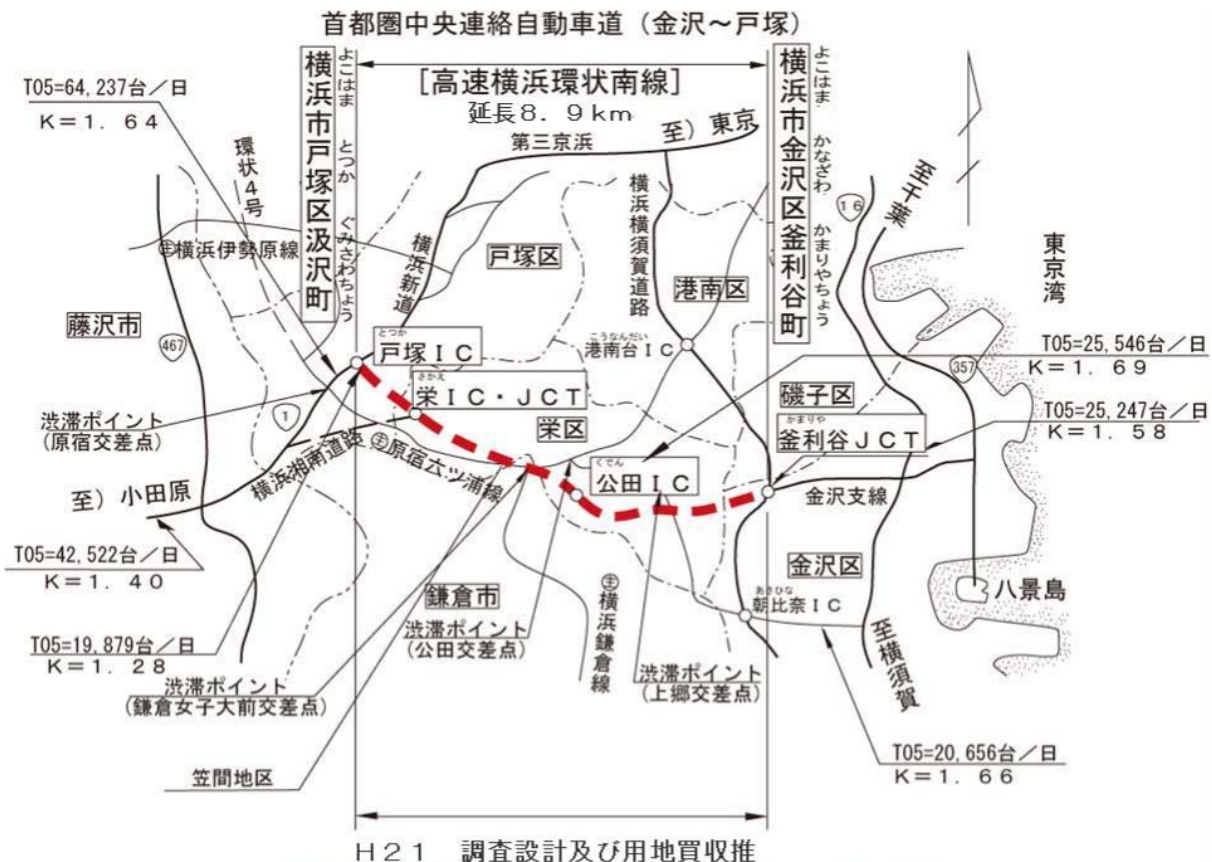 首都圏中央連絡自動車道（金沢～戸塚）
よこはま とつか ぐみさわちょう
横浜市戸塚区汲沢町
[高速横浜環状南線]
延長8．9km
よこはま かなざわ かまりやちょう
横浜市金沢区釜利谷町
T05=64,237台／日
K＝1．64
環状4号
第三京浜
至）東京
横浜横須賀道路
16
至千葉
東京湾
主横浜伊勢原線
横浜新道
戸塚区
港南区
藤沢市
467
とつか
戸塚IC
こうなんだい
港南台IC
T05=25,546台／日
K＝1．69
357
さかえ
栄IC・JCT
磯子区
T05=25,247台／日
K＝1．58
渋滞ポイント
(原宿交差点)
1
栄区
かまりや
釜利谷JCT
くでん
公田IC
横浜湘南道路
主原宿六ツ浦線
至）小田原
金沢支線
T05=42,522台／日
K＝1．40
金沢区
八景島
鎌倉市
あさひな
朝比奈IC
主横浜鎌倉線
渋滞ポイント
(公田交差点)
T05=19,879台／日
K＝1．28
渋滞ポイント
(鎌倉女子大前交差点)
渋滞ポイント
(上郷交差点)
至横須賀
笠間地区
T05=20,656台／日
K＝1．66
H21 調査設計及び用地買収推